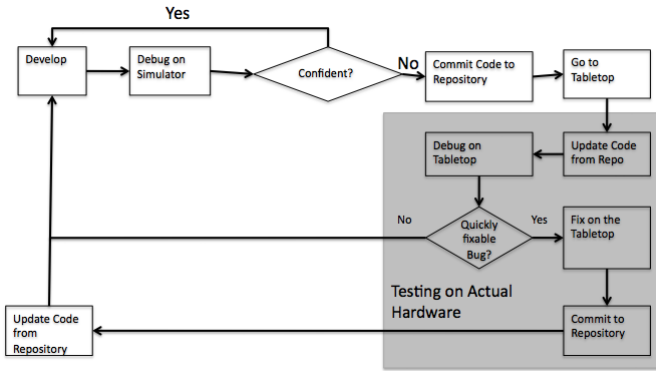 Yes
Develop
Debug on
Simulator
Confident?
No
Commit Code to
Repository
Go to
Tabletop
Debug on
Tabletop
Update Code
from Repo
No
Quickly
fixable
Bug?
Yes
Fix on the
Tabletop
Testing on Actual
Hardware
Update Code
from
Repository
Commit to
Repository